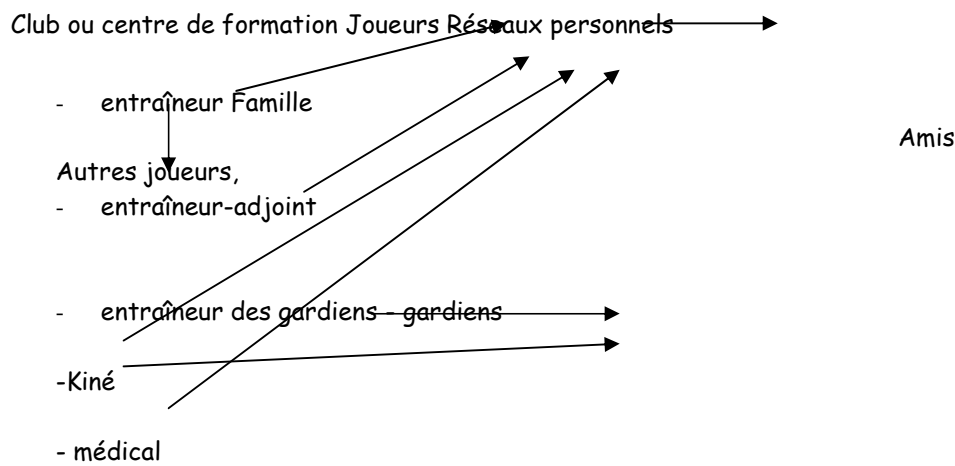 Club ou centre de formation Joueurs Réseaux personnels
- entraîneur Famille
Amis
Autres joueurs,
- entraîneur-adjoint
- entraîneur des gardiens - gardiens
-Kiné
- médical